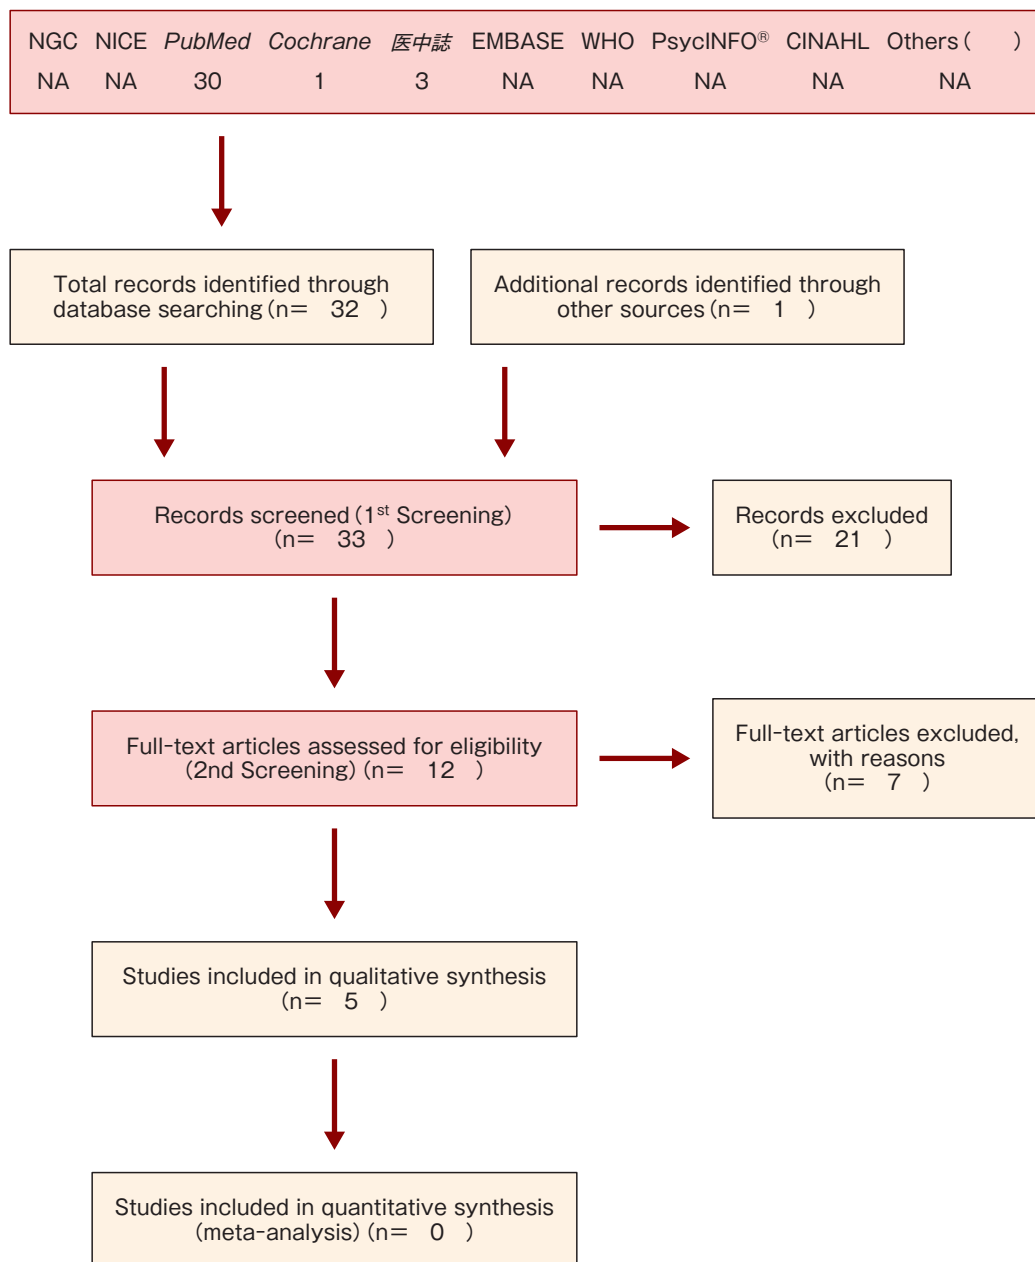 NGC NICE PubMed Cochrane 医中誌 EMBASE WHO PsycINFO® CINAHL Others（　　）
NA NA 30 1 3 NA NA NA NA NA
Total records identified through
database searching（n＝　32　）
Additional records identified through
other sources（n＝　1　）
Records screened（1st Screening）
（n＝　33　）
Records excluded
（n＝　21　）
Full-text articles assessed for eligibility
（2nd Screening）（n＝　12　）
Full-text articles excluded,
with reasons
（n＝　7　）
Studies included in qualitative synthesis
（n＝　5　）
Studies included in quantitative synthesis
（meta-analysis）（n＝　0　）